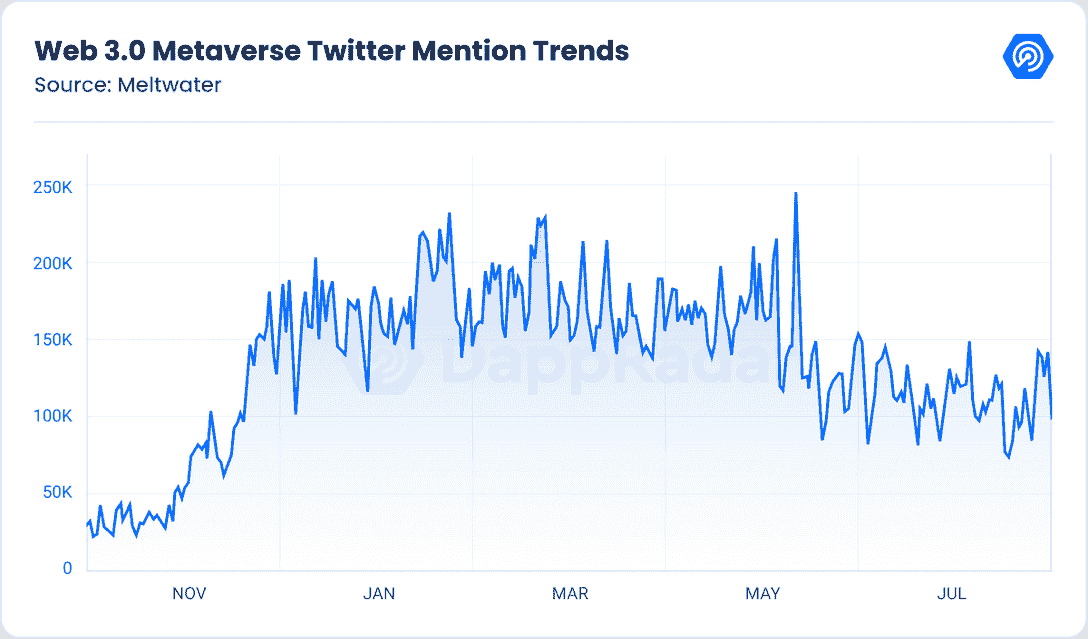 Web 3.0 Metaverse Twitter Mention Trends
Source: Meltwater
250K
200K
150K
100K
50K
0
DappKada
NOV
JAN
MAR
MAY
JUL